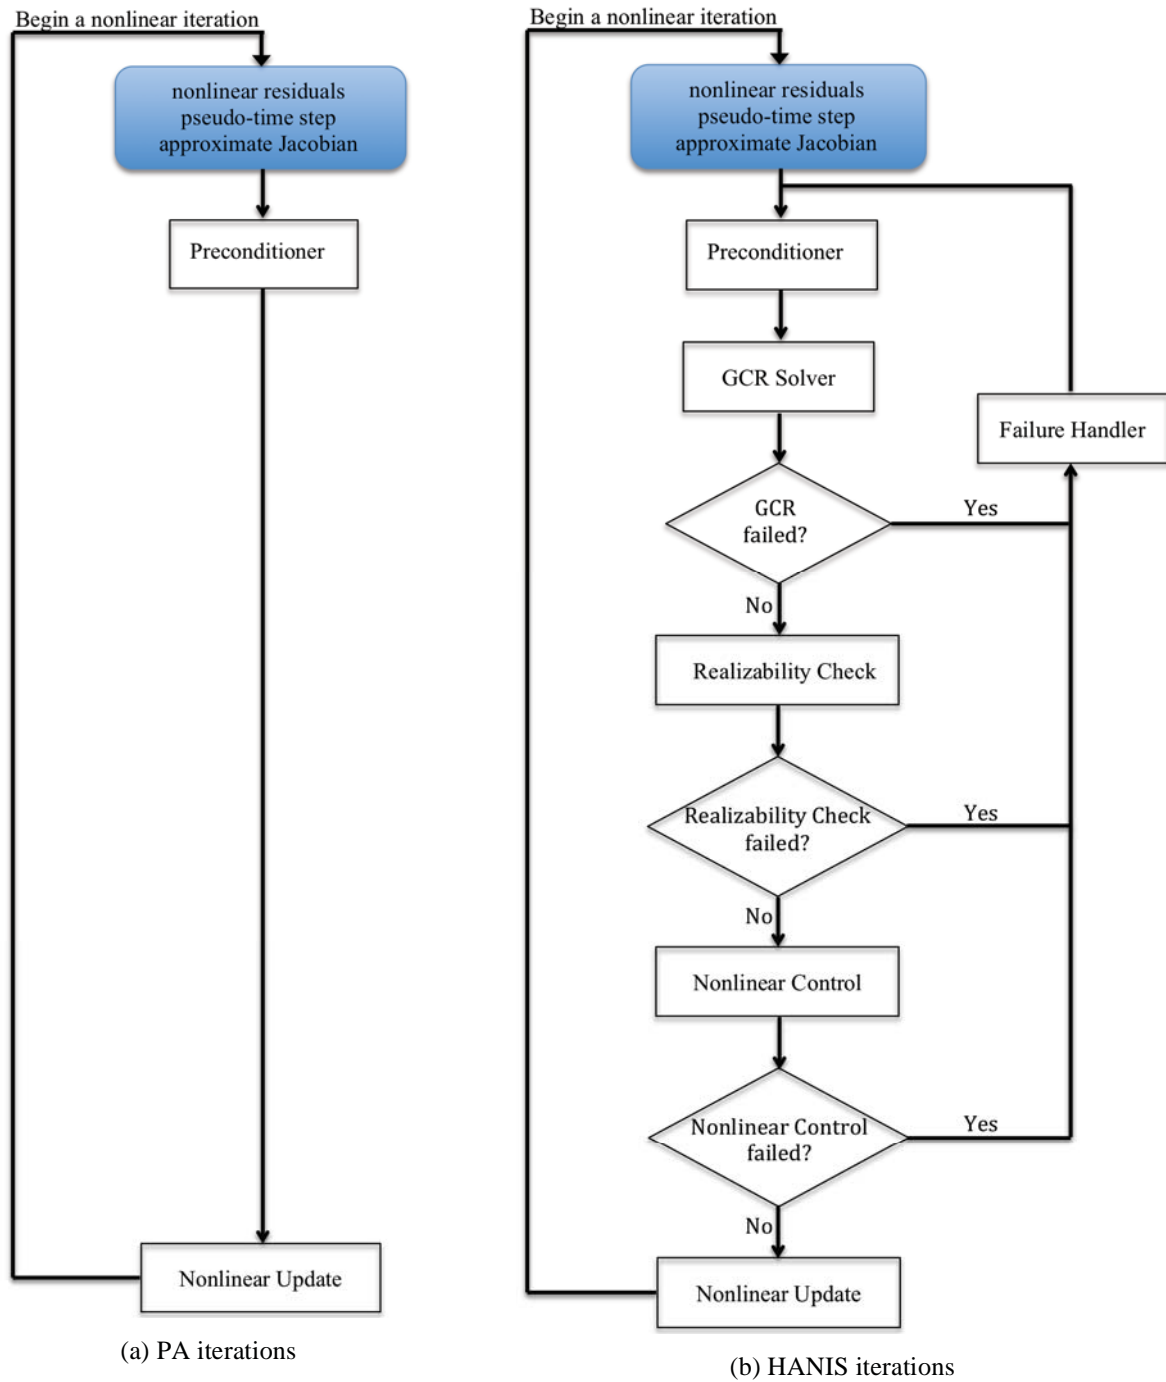 Begin a nonlinear iteration
nonlinear residuals
pseudo-time step
approximate Jacobian
Preconditioner
Nonlinear Update
(a) PA iterations
Begin a nonlinear iteration
nonlinear residuals
pseudo-time step
approximate Jacobian
Preconditioner
GCR Solver
Failure Handler
GCR
failed?
Yes
No
Realizability Check
Realizability Check
failed?
Yes
No
Nonlinear Control
Nonlinear Control
failed?
Yes
No
Nonlinear Update
(b) HANIS iterations